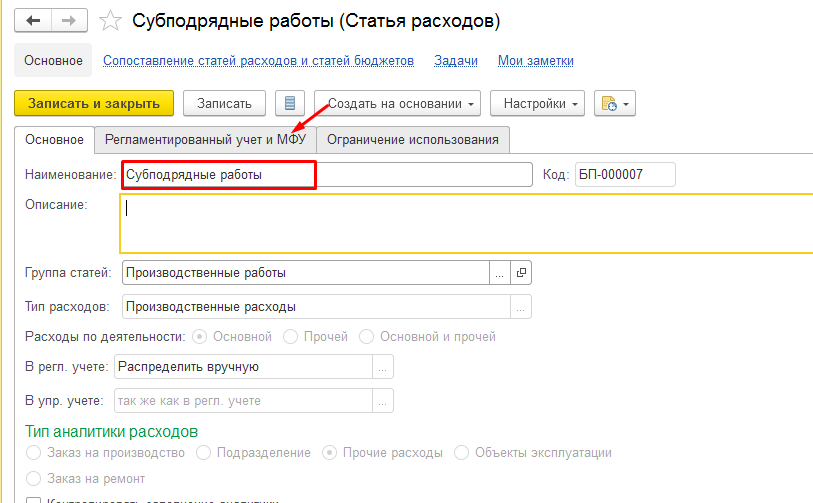 Субподрядные работы (Статья расходов)
Основное Сопоставление статей расходов и статей бюджетов Задачи Мои заметки
Записать и закрыть Записать Создать на основании Настройки
Основное Регламентированный учет и МФУ Ограничение использования
Наименование: Субподрядные работы Код: БП-000007
Описание:
Группа статей: Производственные работы ...
Тип расходов: Производственные расходы ...
Расходы по деятельности: Основной Прочей Основной и прочей
В регл. учете: Распределить вручную ...
В упр. учете: так же как в регл. учете ...
Тип аналитики расходов
Заказ на производство Подразделение Прочие расходы Объекты эксплуатации
Заказ на ремонт